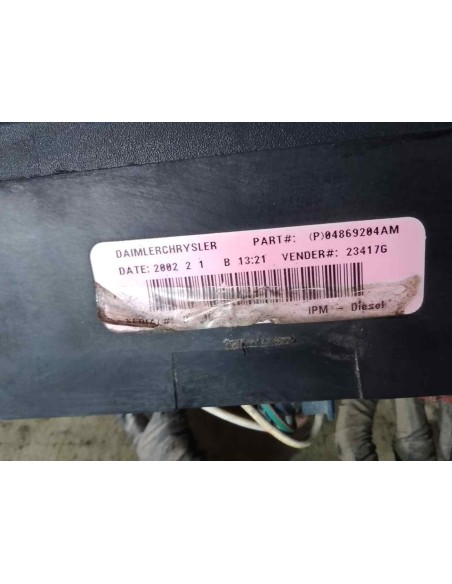 DAIMLERCHRYSLER PART#: (P)04869204AM
DATE: 2002 2 1 B 13:21 VENDER#: 23417G
IPM - Diesel